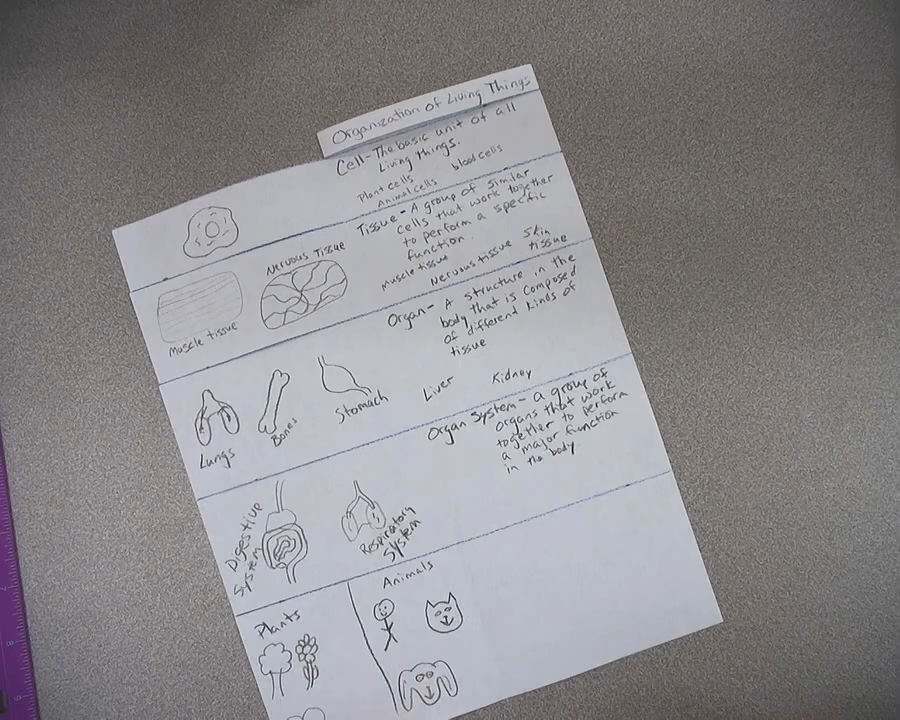 Organization of Living Things
Cell-The basic unit of all
Living things.
Plant cells
Animal cells
blood cells
Tissue-A group of similar
cells that work together
to perform a specific
function.
Muscle tissue
Nervous tissue
Skin
tissue
Nervous Tissue
Muscle tissue
Organ- A structure in the
body that is composed
of different kinds of
tissue
Lungs
Bones
Stomach
Liver
Kidney
Organ System- a group of
organs that work
together to perform
a major function
in the body
Digestive
System
Respiratory
System
Plants
Animals